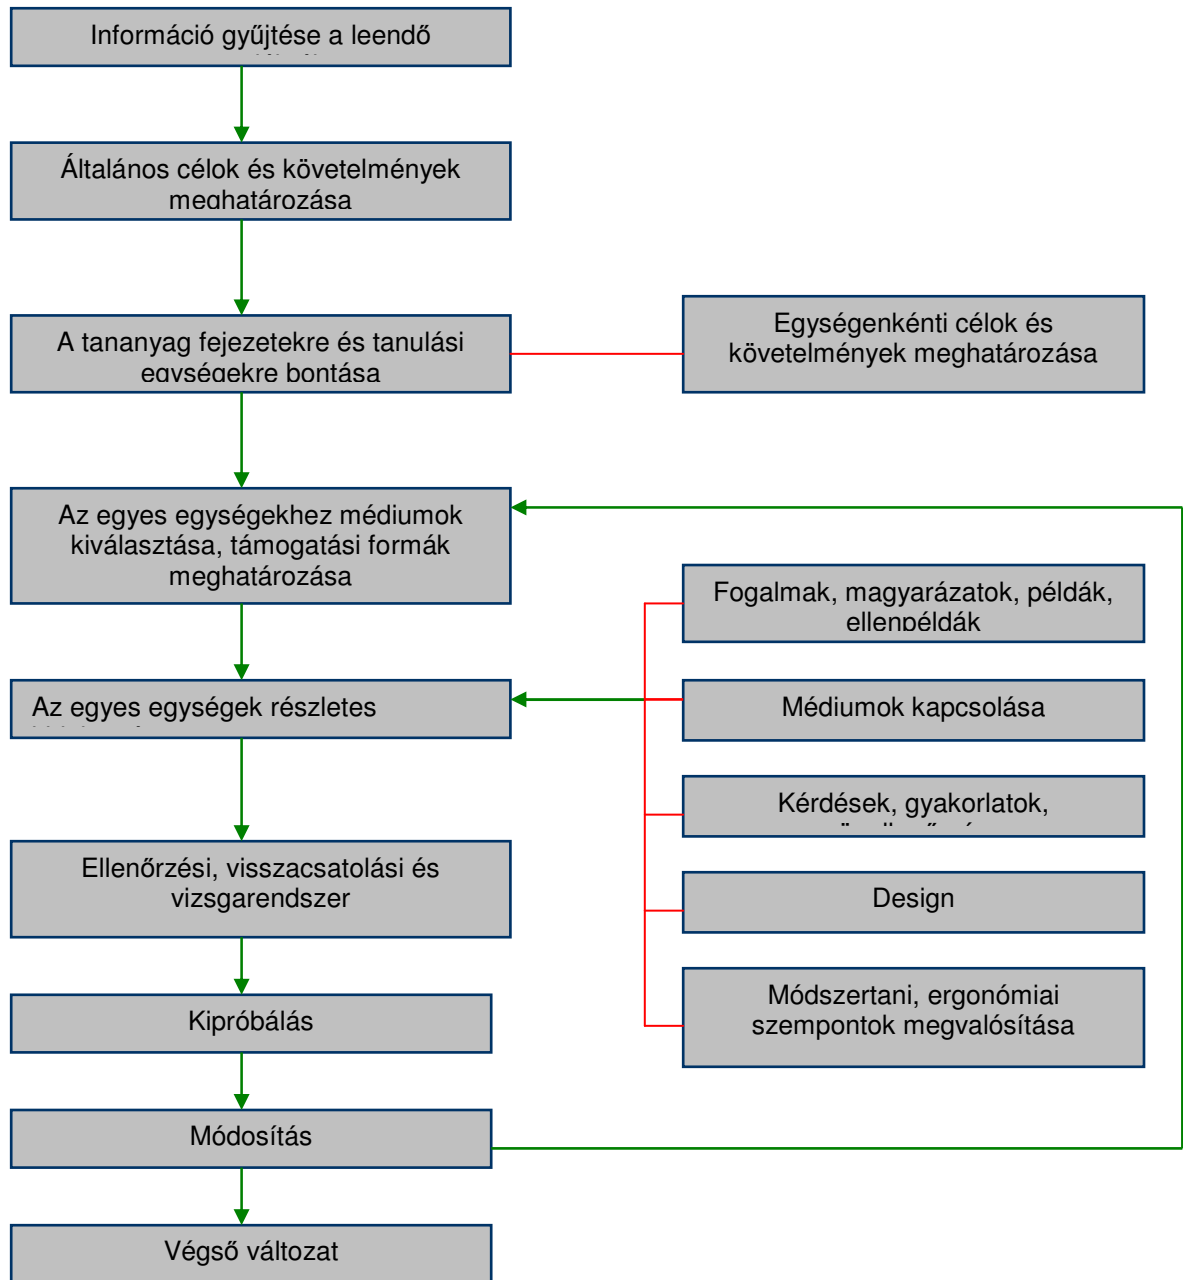 Információ gyűjtése a leendő
Általános célok és követelmények
meghatározása
A tananyag fejezetekre és tanulási
egységekre bontása
Egységenkénti célok és
követelmények meghatározása
Az egyes egységekhez médiumok
kiválasztása, támogatási formák
meghatározása
Fogalmak, magyarázatok, példák,
ellenpéldák
Az egyes egységek részletes
Médiumok kapcsolása
Kérdések, gyakorlatok,
Ellenőrzési, visszacsatolási és
vizsgarendszer
Design
Módszertani, ergonómiai
szempontok megvalósítása
Kipróbálás
Módosítás
Végső változat